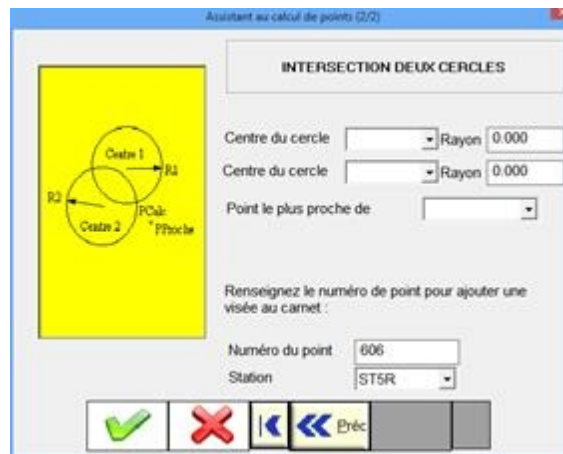 Assistant au calcul de points (2/2)
INTERSECTION DEUX CERCLES
Centre du cercle Rayon 0.000
Centre du cercle Rayon 0.000
Point le plus proche de
Centre 1
R1
R2
Centre 2
PCalc
PProche
Renseignez le numéro de point pour ajouter une
visée au carnet :
Numéro du point 606
Station ST5R
Préc